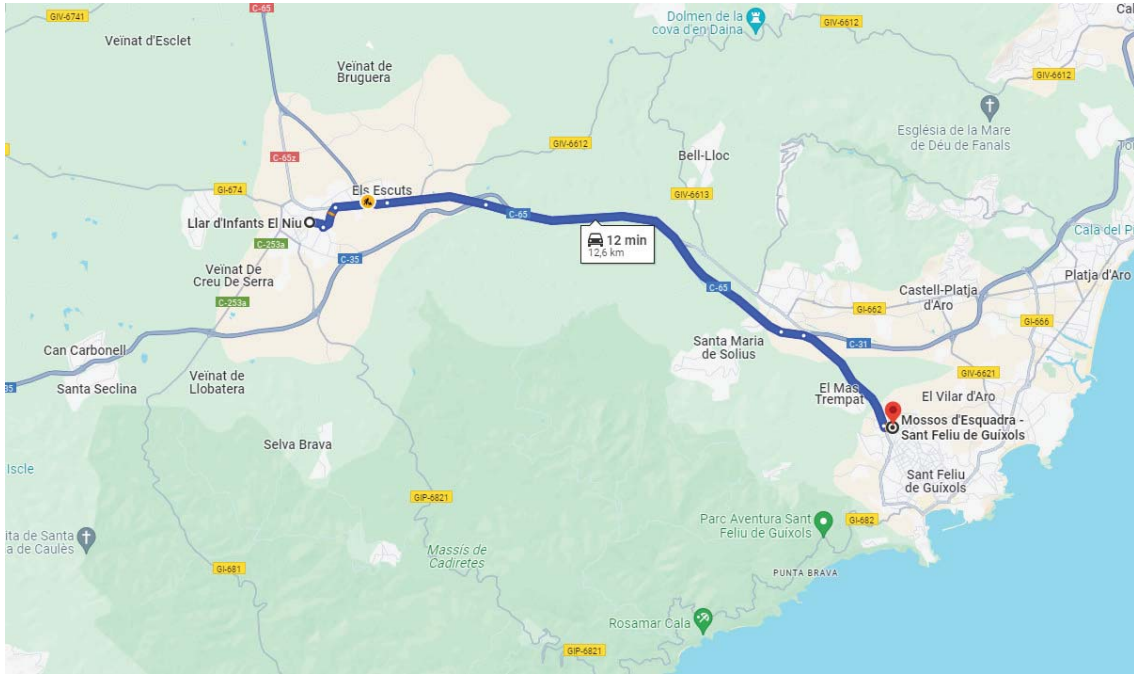 GIV-6741
C-65
Veïnat d'Esclet
Veïnat de
Bruguera
Dolmen de la
cova d'en Daina
GIV-6612
Cal
GIV-6612
Església de la Mare
de Déu de Fanals
C-65z
GIV-6612
Bell-Lloc
GI-674
Els Escuts
GIV-6613
Llar d'Infants El Niu
C-65
C-253a
12 min
12,6 km
C-35
Veïnat De
Creu De Serra
C-253a
Cala del P
Platja d'Aro
C-65
Castell-Platja
d'Aro
GI-662
GI-666
Santa Maria
de Solius
C-31
Can Carbonell
Santa Seclina
35
Veïnat de
Llobatera
GIV-6621
El Mas
Trempat
El Vilar d'Aro
Mossos d'Esquadra -
Sant Feliu de Guíxols
Selva Brava
Iscle
Sant Feliu
de Guíxols
GIP-6821
Parc Aventura Sant
Feliu de Guíxols
GI-682
ita de Santa
a de Caulès
Massís de
Cadiretes
GI-681
PUNTA BRAVA
Rosamar Cala
GIP-6821